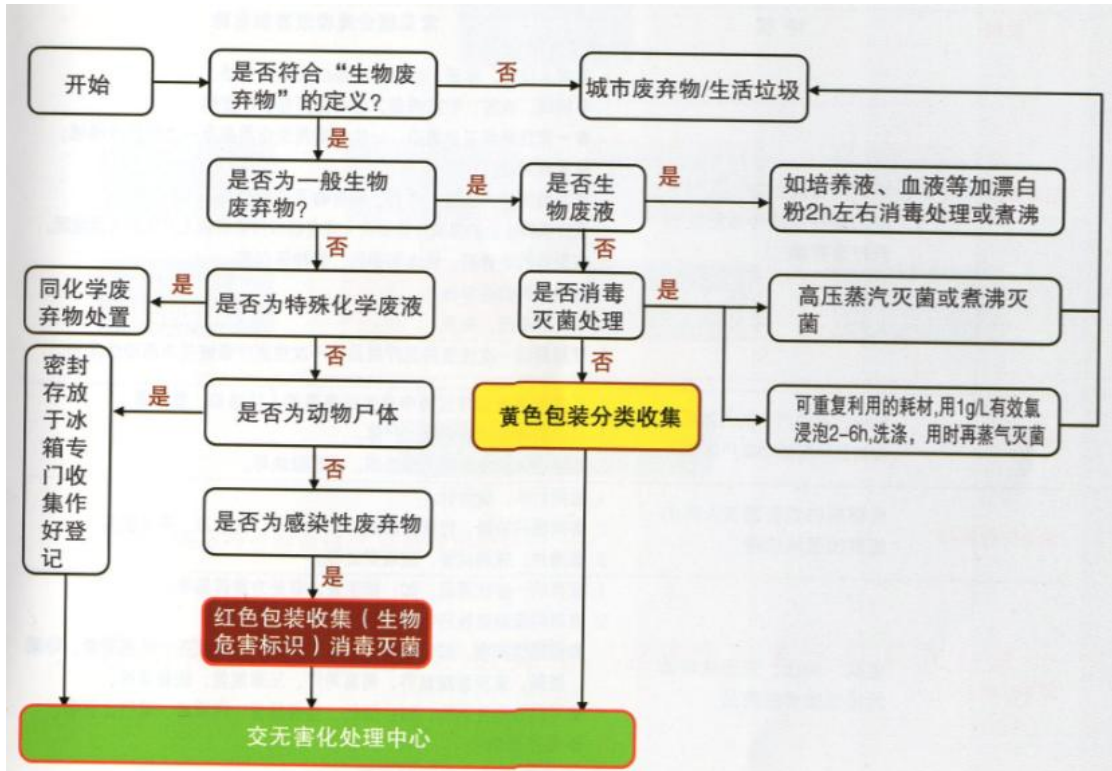 开始
是否符合“生物废
弃物”的定义?
否
城市废弃物/生活垃圾
是
是否为一般生物
废弃物?
是
是否生
物废液
是
如培养液、血液等加漂白
粉2h左右消毒处理或煮沸
否
否
同化学废
弃物处置
是
是否为特殊化学废液
是否消毒
灭菌处理
是
高压蒸汽灭菌或煮沸灭
菌
否
否
密封
存放
于冰
箱专
门收
集作
好登
记
是
是否为动物尸体
黄色包装分类收集
可重复利用的耗材,用1g/L有效氯
浸泡2-6h,洗涤，用时再蒸气灭菌
否
是否为感染性废弃物
是
红色包装收集（生物
危害标识）消毒灭菌
交无害化处理中心